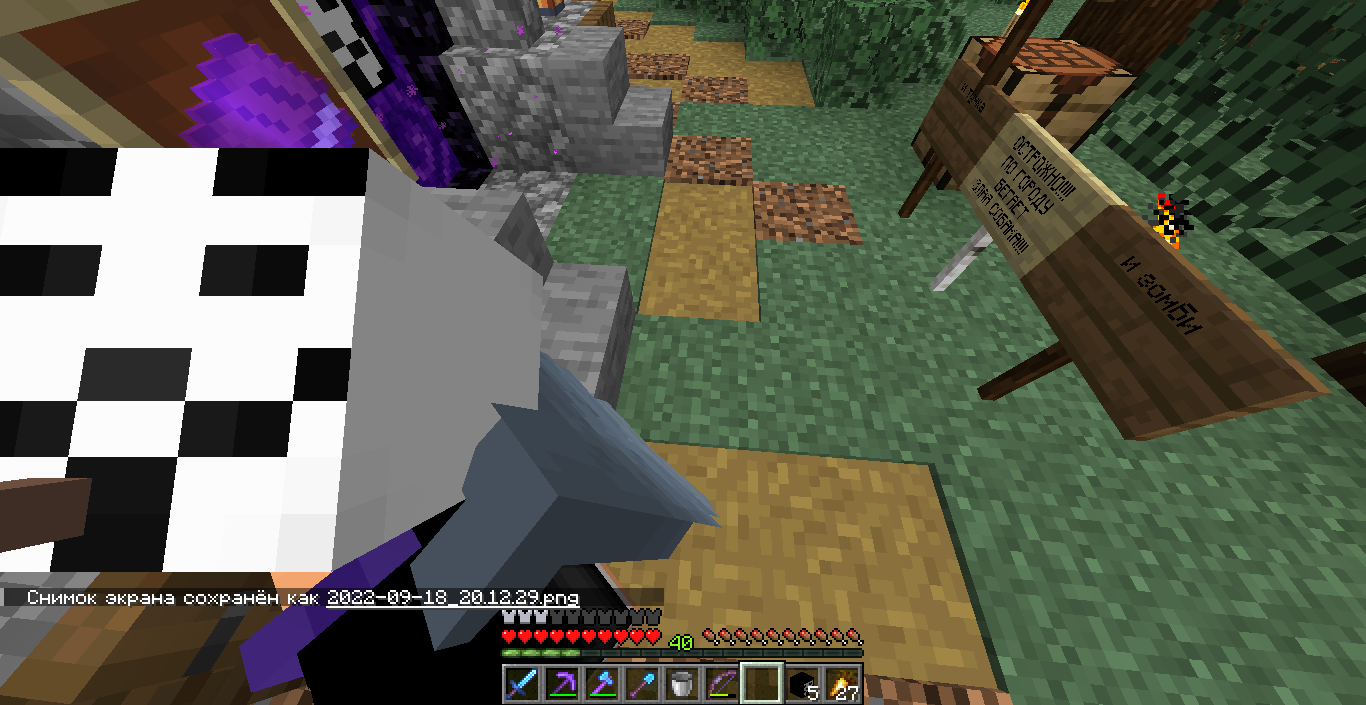 И зомби
ОСТРОЖНО!!!!
ПО ГОРОДУ
БЕГАЕТ
ЗЛАЯ СОБАКА!!!!
Снимок экрана сохранён как 2022-09-18_20.12.29.png
40
5
27